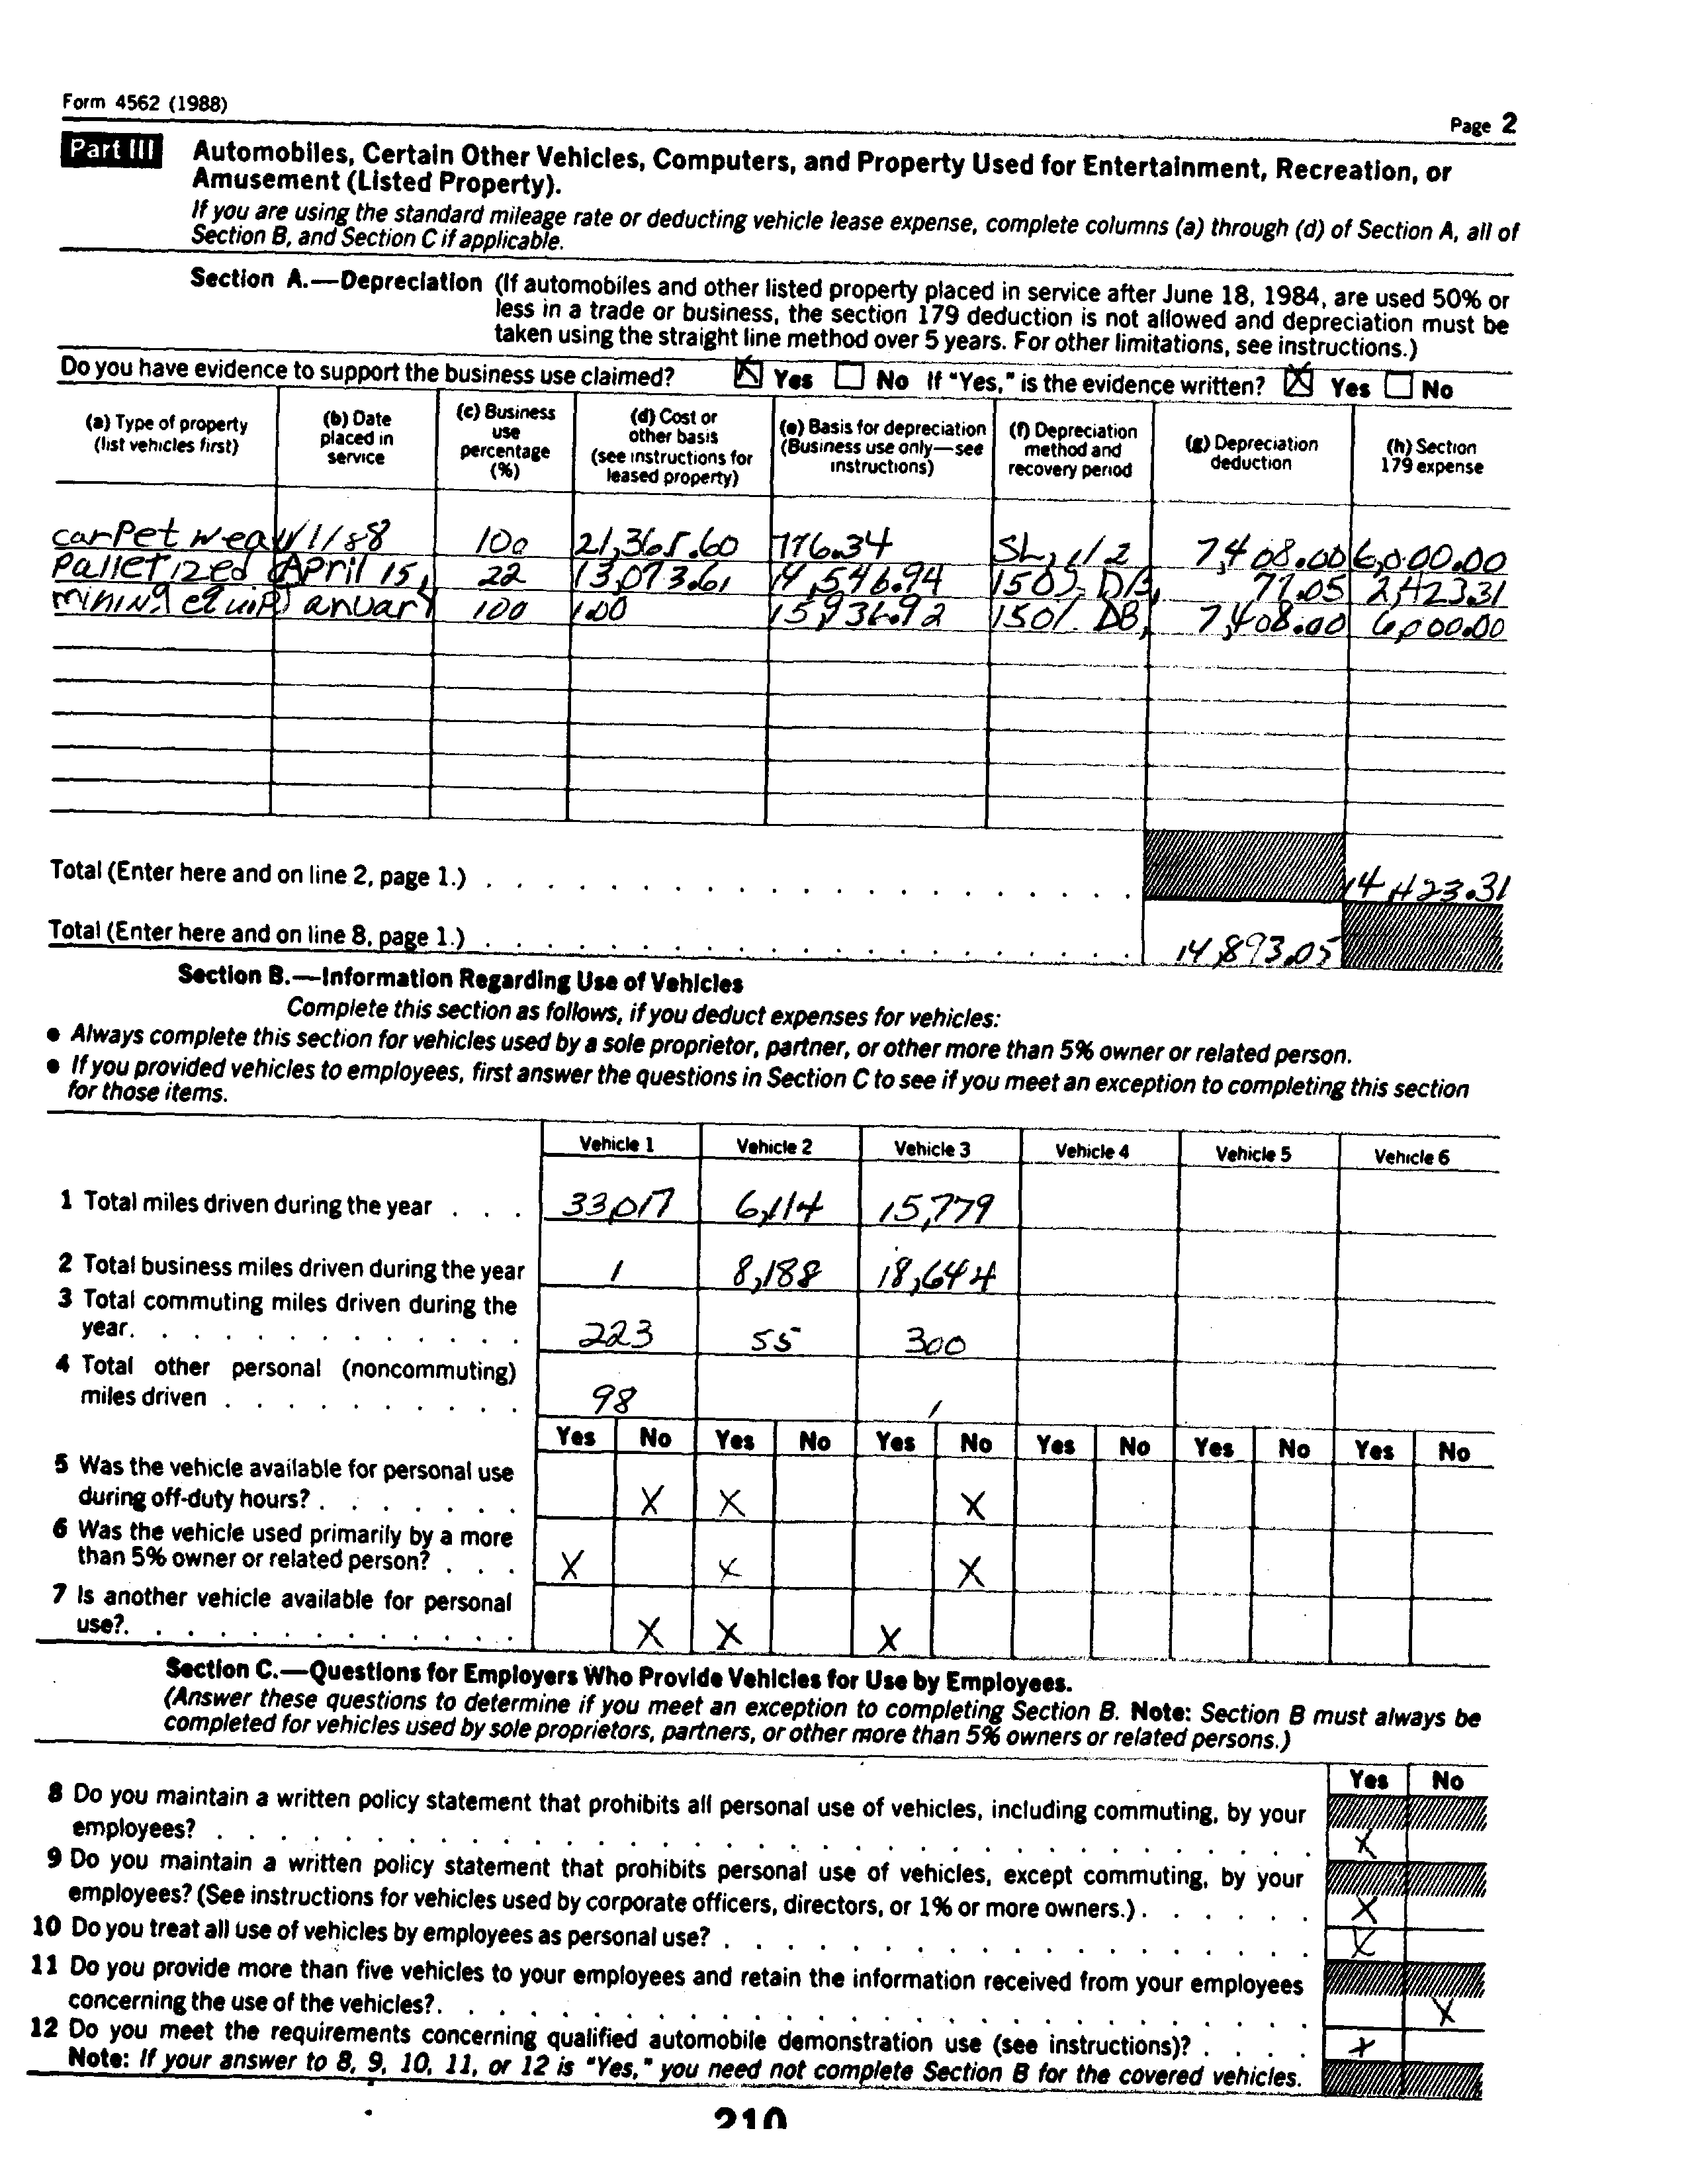 Form 4562 (1988)
Page 2
Part III Automobiles, Certain Other Vehicles, Computers, and Property Used for Entertainment, Recreation, or
Amusement (Listed Property).
If you are using the standard mileage rate or deducting vehicle lease expense, complete columns (a) through (d) of Section A, all of
Section B, and Section C if applicable.
Section A.—Depreciation (If automobiles and other listed property placed in service after June 18, 1984, are used 50% or
less in a trade or business, the section 179 deduction is not allowed and depreciation must be
taken using the straight line method over 5 years. For other limitations, see instructions.)
Do you have evidence to support the business use claimed? X Yes No If "Yes," is the evidence written? X Yes No
(a) Type of property
(list vehicles first)
(b) Date
placed in
service
(c) Business
use
percentage
(%)
(d) Cost or
other basis
(see instructions for
leased property)
(e) Basis for depreciation
(Business use only—see
instructions)
(f) Depreciation
method and
recovery period
(g) Depreciation
deduction
(h) Section
179 expense
carpet weav 1/1/88 100 21,365.60 776.34 SL, 1/2 7,408.00 6,000.00
Palletized April 15, 22 13,073.61 14,546.94 150% DB, 77.05 2,423.31
mining equip January 100 1.00 15,936.92 150% DB, 7,408.00 6,000.00
Total (Enter here and on line 2, page 1.) . . . 14,423.31
Total (Enter here and on line 8, page 1.) . . . 14,893.05
Section B.—Information Regarding Use of Vehicles
Complete this section as follows, if you deduct expenses for vehicles:
● Always complete this section for vehicles used by a sole proprietor, partner, or other more than 5% owner or related person.
● If you provided vehicles to employees, first answer the questions in Section C to see if you meet an exception to completing this section
for those items.
Vehicle 1 Vehicle 2 Vehicle 3 Vehicle 4 Vehicle 5 Vehicle 6
1 Total miles driven during the year . . . 33,017 6,114 15,779
2 Total business miles driven during the year 1 8,188 18,644
3 Total commuting miles driven during the
year. . . . 223 55 300
4 Total other personal (noncommuting)
miles driven . . . 98 1
Yes No Yes No Yes No Yes No Yes No Yes No
5 Was the vehicle available for personal use
during off-duty hours? . . . X X X
6 Was the vehicle used primarily by a more
than 5% owner or related person? . . . X X X
7 Is another vehicle available for personal
use?. . . . X X X
Section C.—Questions for Employers Who Provide Vehicles for Use by Employees.
(Answer these questions to determine if you meet an exception to completing Section B. Note: Section B must always be
completed for vehicles used by sole proprietors, partners, or other more than 5% owners or related persons.)
Yes No
8 Do you maintain a written policy statement that prohibits all personal use of vehicles, including commuting, by your
employees? . . . X
9 Do you maintain a written policy statement that prohibits personal use of vehicles, except commuting, by your
employees? (See instructions for vehicles used by corporate officers, directors, or 1% or more owners.) . . . X
10 Do you treat all use of vehicles by employees as personal use? . . . X
11 Do you provide more than five vehicles to your employees and retain the information received from your employees
concerning the use of the vehicles?. . . . X
12 Do you meet the requirements concerning qualified automobile demonstration use (see instructions)? . . . X
Note: If your answer to 8, 9, 10, 11, or 12 is "Yes," you need not complete Section B for the covered vehicles.
210